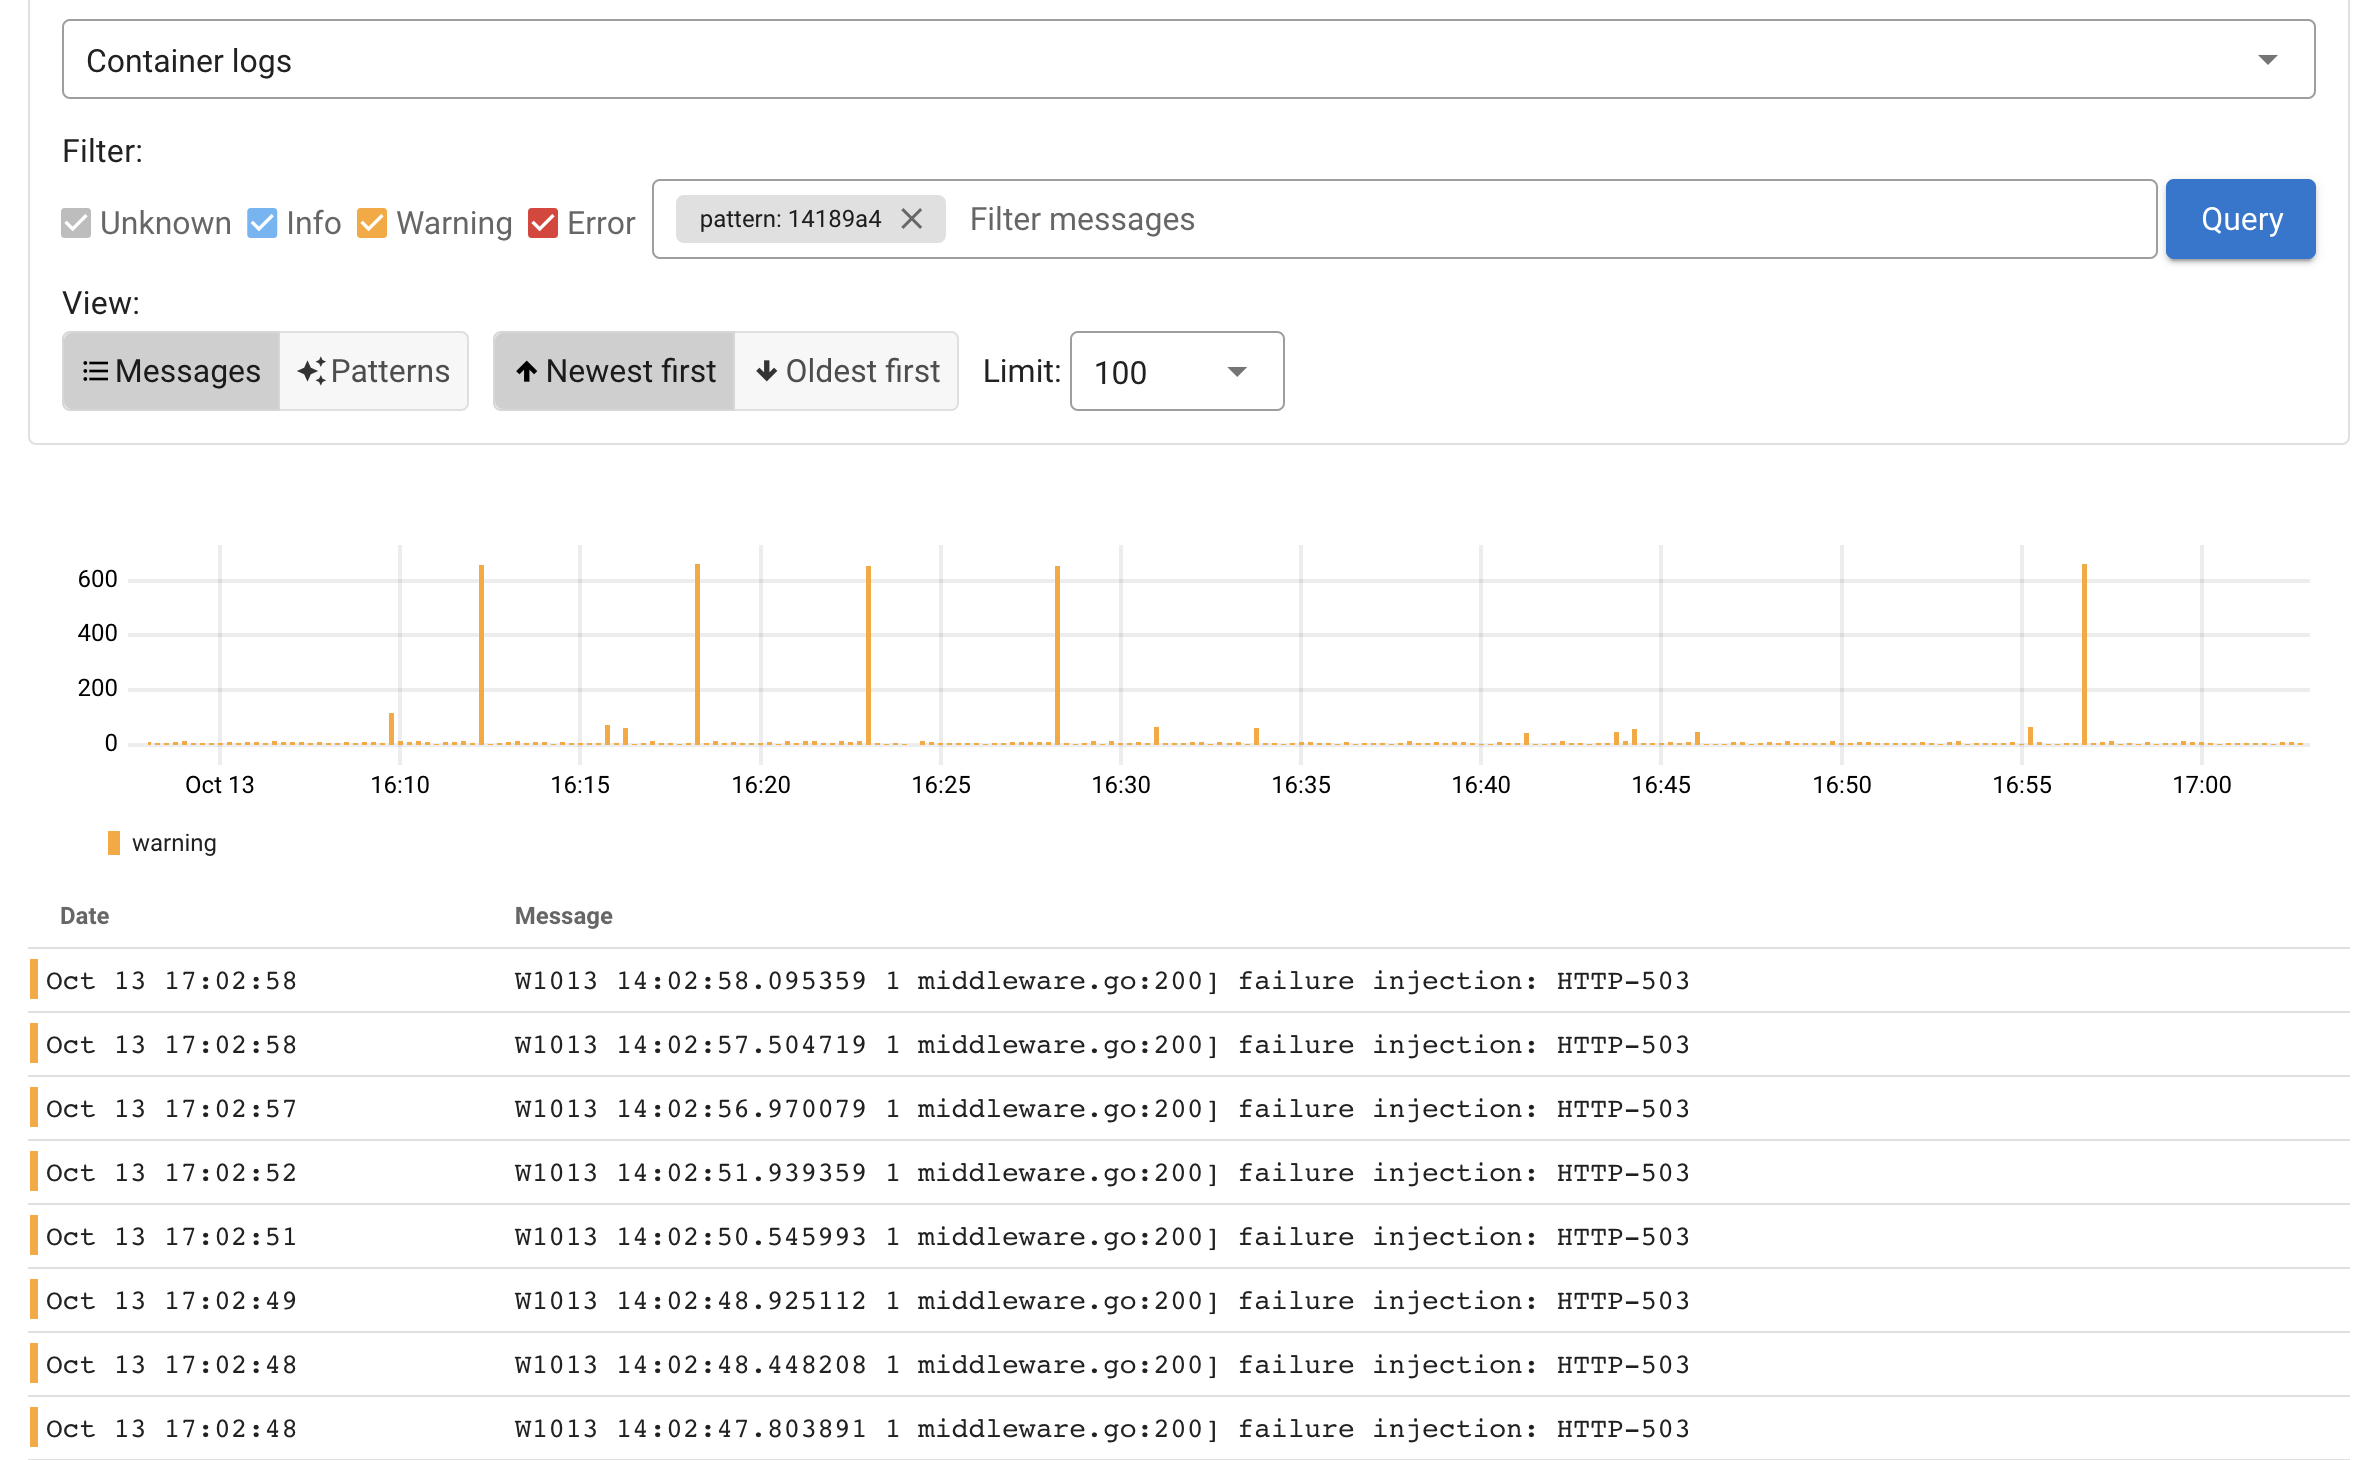 Container logs
Filter:
Unknown Info Warning Error pattern: 14189a4 Filter messages Query
View:
Messages Patterns Newest first Oldest first Limit: 100
600
400
200
0
Oct 13 16:10 16:15 16:20 16:25 16:30 16:35 16:40 16:45 16:50 16:55 17:00
warning
Date Message
Oct 13 17:02:58 W1013 14:02:58.095359 1 middleware.go:200] failure injection: HTTP-503
Oct 13 17:02:58 W1013 14:02:57.504719 1 middleware.go:200] failure injection: HTTP-503
Oct 13 17:02:57 W1013 14:02:56.970079 1 middleware.go:200] failure injection: HTTP-503
Oct 13 17:02:52 W1013 14:02:51.939359 1 middleware.go:200] failure injection: HTTP-503
Oct 13 17:02:51 W1013 14:02:50.545993 1 middleware.go:200] failure injection: HTTP-503
Oct 13 17:02:49 W1013 14:02:48.925112 1 middleware.go:200] failure injection: HTTP-503
Oct 13 17:02:48 W1013 14:02:48.448208 1 middleware.go:200] failure injection: HTTP-503
Oct 13 17:02:48 W1013 14:02:47.803891 1 middleware.go:200] failure injection: HTTP-503